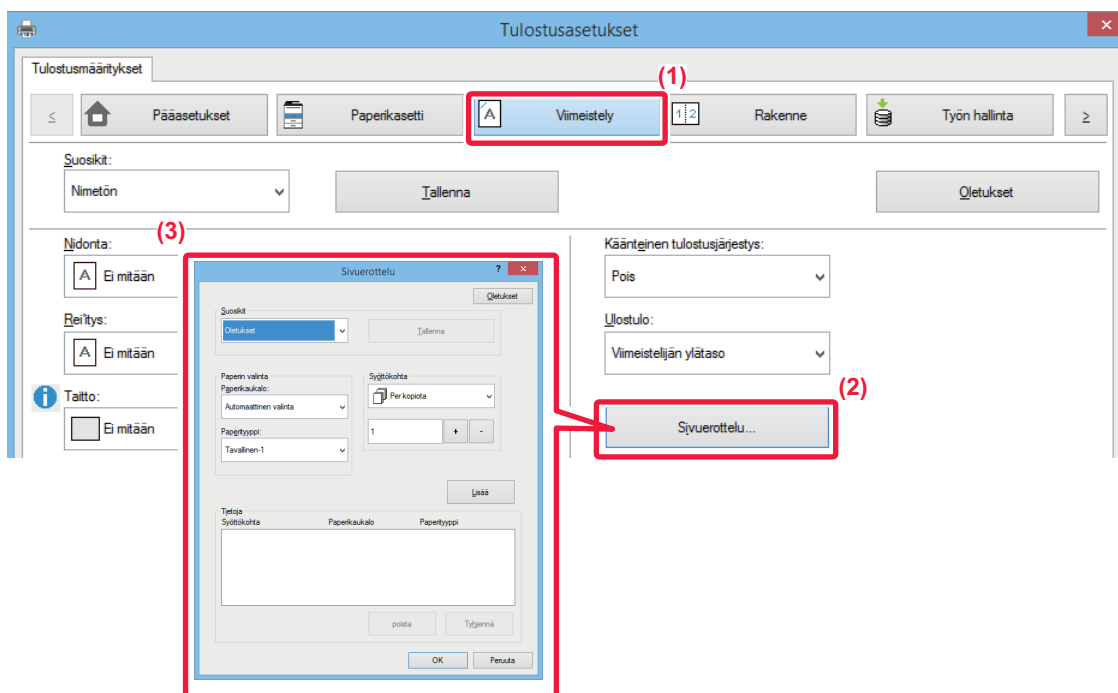 Tulostusasetukset
Tulostusmääritykset
(1)
Pääasetukset
Paperikasetti
Viimeistely
Rakenne
Työn hallinta
Suosikit:
Nimetön
Tallenna
Oletukset
Nidonta:
Ei mitään
Rei'itys:
Ei mitään
Taitto:
Ei mitään
Käänteinen tulostusjärjestys:
Pois
Ulostulo:
Viimeistelijän ylätaso
(2)
Sivuerottelu...
(3)
Sivuerottelu
Oletukset
Suosikit
Oletukset
Tallenna
Paperin valinta
Paperikaukalo:
Automaattinen valinta
Paperityyppi:
Tavallinen-1
Syöttökohta
Per kopiota
1
+ -
Lisää
Tietoja
Syöttökohta Paperikaukalo Paperityyppi
poista
Tyhjennä
OK
Peruuta